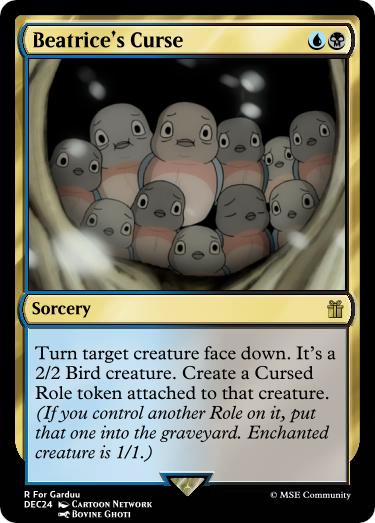 Beatrice's Curse
Sorcery
Turn target creature face down. It's a
2/2 Bird creature. Create a Cursed
Role token attached to that creature.
(If you control another Role on it, put
that one into the graveyard. Enchanted
creature is 1/1.)
R For Garduu
DEC24 Cartoon Network
Bovine Ghoti
© MSE Community